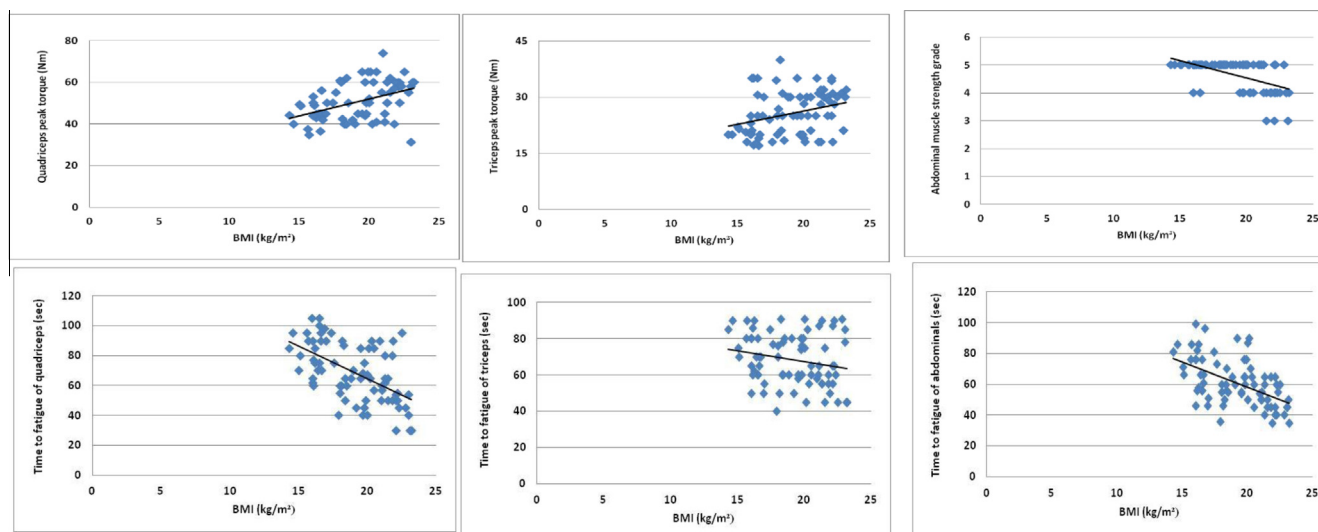 Quadriceps peak torque (Nm)
80
60
40
20
0
0 5 10 15 20 25
BMI (kg/m²)
Triceps peak torque (Nm)
45
30
15
0
0 5 10 15 20 25
BMI (kg/m²)
Abdominal muscle strength grade
6
5
4
3
2
1
0
0 5 10 15 20 25
BMI (kg/m²)
Time to fatigue of quadriceps (sec)
120
100
80
60
40
20
0
0 5 10 15 20 25
BMI (kg/m²)
Time to fatigue of triceps (sec)
100
80
60
40
20
0
0 5 10 15 20 25
BMI (kg/m²)
Time to fatigue of abdominals (sec)
120
100
80
60
40
20
0
0 5 10 15 20 25
BMI (kg/m²)